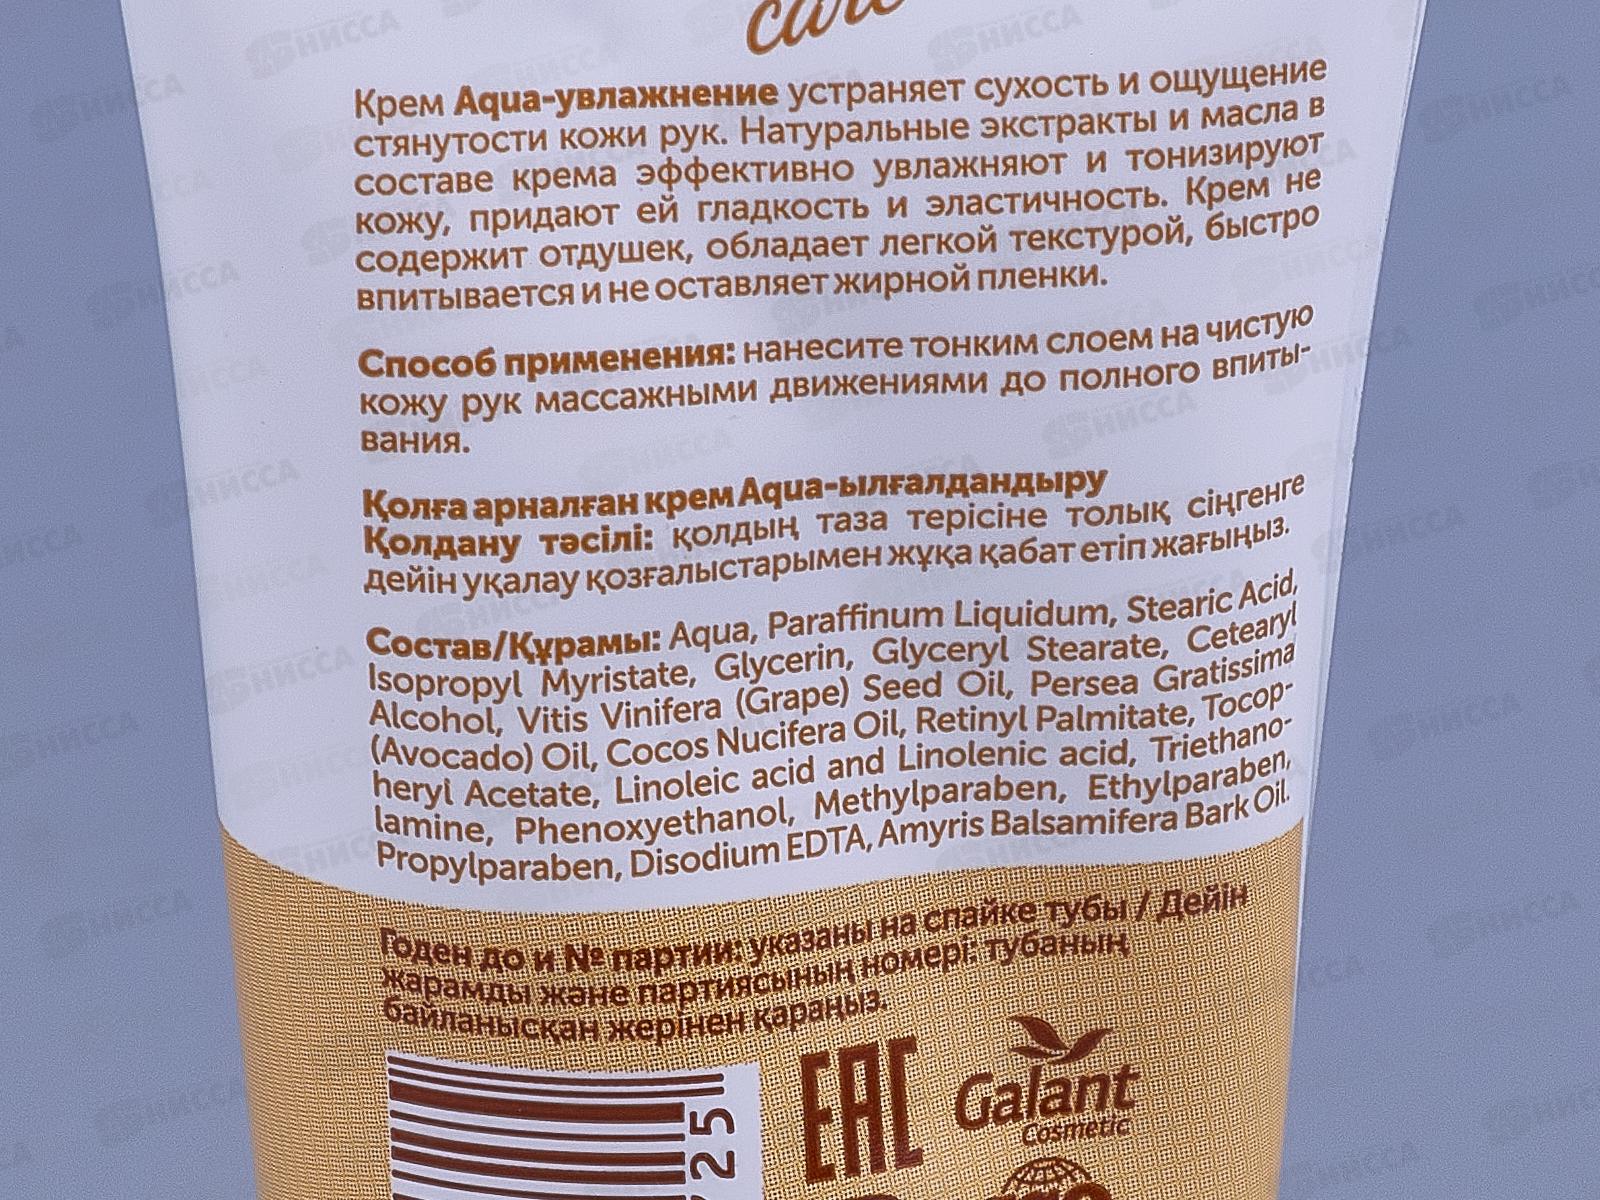 care
Крем Aqua-увлажнение устраняет сухость и ощущение
стянутости кожи рук. Натуральные экстракты и масла в
составе крема эффективно увлажняют и тонизируют
кожу, придают ей гладкость и эластичность. Крем не
содержит отдушек, обладает легкой текстурой, быстро
впитывается и не оставляет жирной пленки.
Способ применения: нанесите тонким слоем на чистую
кожу рук массажными движениями до полного впиты-
вания.
Қолға арналған крем Aqua-ылғалдандыру
Қолдану тәсілі: қолдың таза терісіне толық сіңгенге
дейін уқалау қозғалыстарымен жұқа қабат етіп жағыңыз.
Состав/Құрамы: Aqua, Paraffinum Liquidum, Stearic Acid,
Isopropyl Myristate, Glycerin, Glyceryl Stearate, Cetearyl
Alcohol, Vitis Vinifera (Grape) Seed Oil, Persea Gratissima
(Avocado) Oil, Cocos Nucifera Oil, Retinyl Palmitate, Tocop-
heryl Acetate, Linoleic acid and Linolenic acid, Triethano-
lamine, Phenoxyethanol, Methylparaben, Ethylparaben,
Propylparaben, Disodium EDTA, Amyris Balsamifera Bark Oil.
Годен до и № партии: указаны на спайке тубы / Дейін
жарамды және партиясының номері: тубаның
байланысқан жерінен қараңыз.
EAC
Galant
Cosmetic
25
НИССА